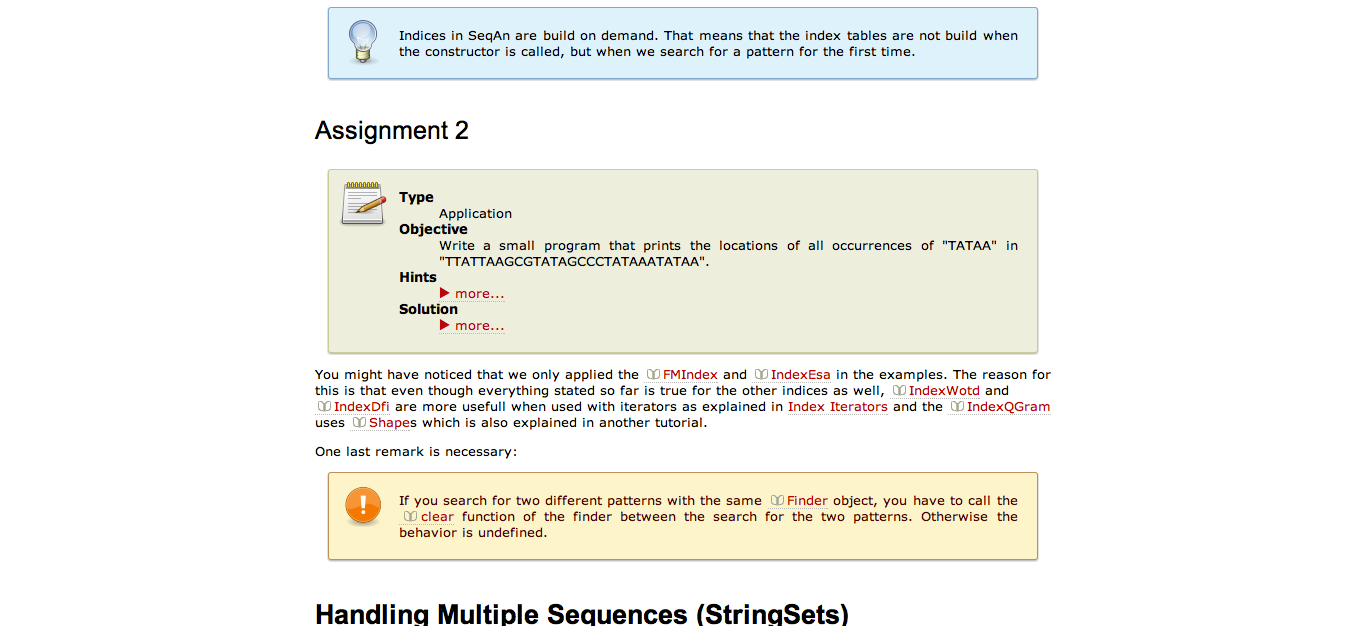 Indices in SeqAn are build on demand. That means that the index tables are not build when
the constructor is called, but when we search for a pattern for the first time.
Assignment 2
Type
Application
Objective
Write a small program that prints the locations of all occurrences of "TATAA" in
"TTATTAAGCGTATAGCCCTATAAATATAA".
Hints
▶ more...
Solution
▶ more...
You might have noticed that we only applied the FMIndex and IndexEsa in the examples. The reason for
this is that even though everything stated so far is true for the other indices as well, IndexWotd and
IndexDfi are more usefull when used with iterators as explained in Index Iterators and the IndexQGram
uses Shapes which is also explained in another tutorial.
One last remark is necessary:
If you search for two different patterns with the same Finder object, you have to call the
clear function of the finder between the search for the two patterns. Otherwise the
behavior is undefined.
Handling Multiple Sequences (StringSets)